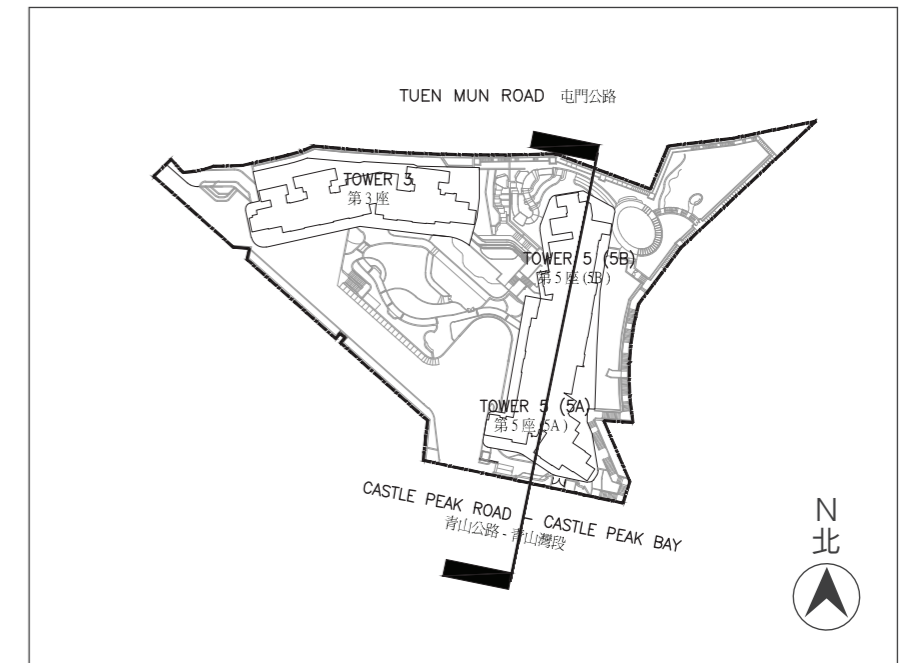 TUEN MUN ROAD 屯門公路
TOWER 3
第3座
TOWER 5 (5B)
第5座(5B)
TOWER 5 (5A)
第5座(5A)
CASTLE PEAK ROAD - CASTLE PEAK BAY
青山公路 - 青山灣段
N
北